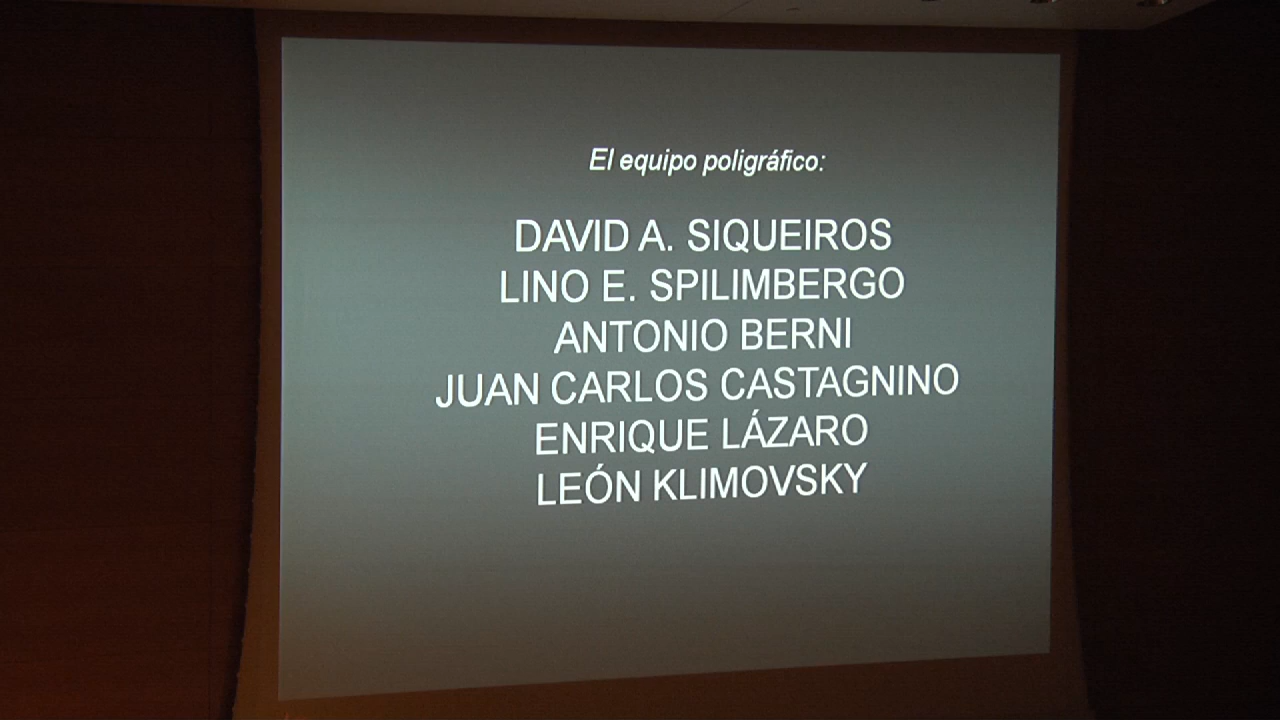 El equipo poligráfico:
DAVID A. SIQUEIROS
LINO E. SPILIMBERGO
ANTONIO BERNI
JUAN CARLOS CASTAGNINO
ENRIQUE LÁZARO
LEÓN KLIMOVSKY